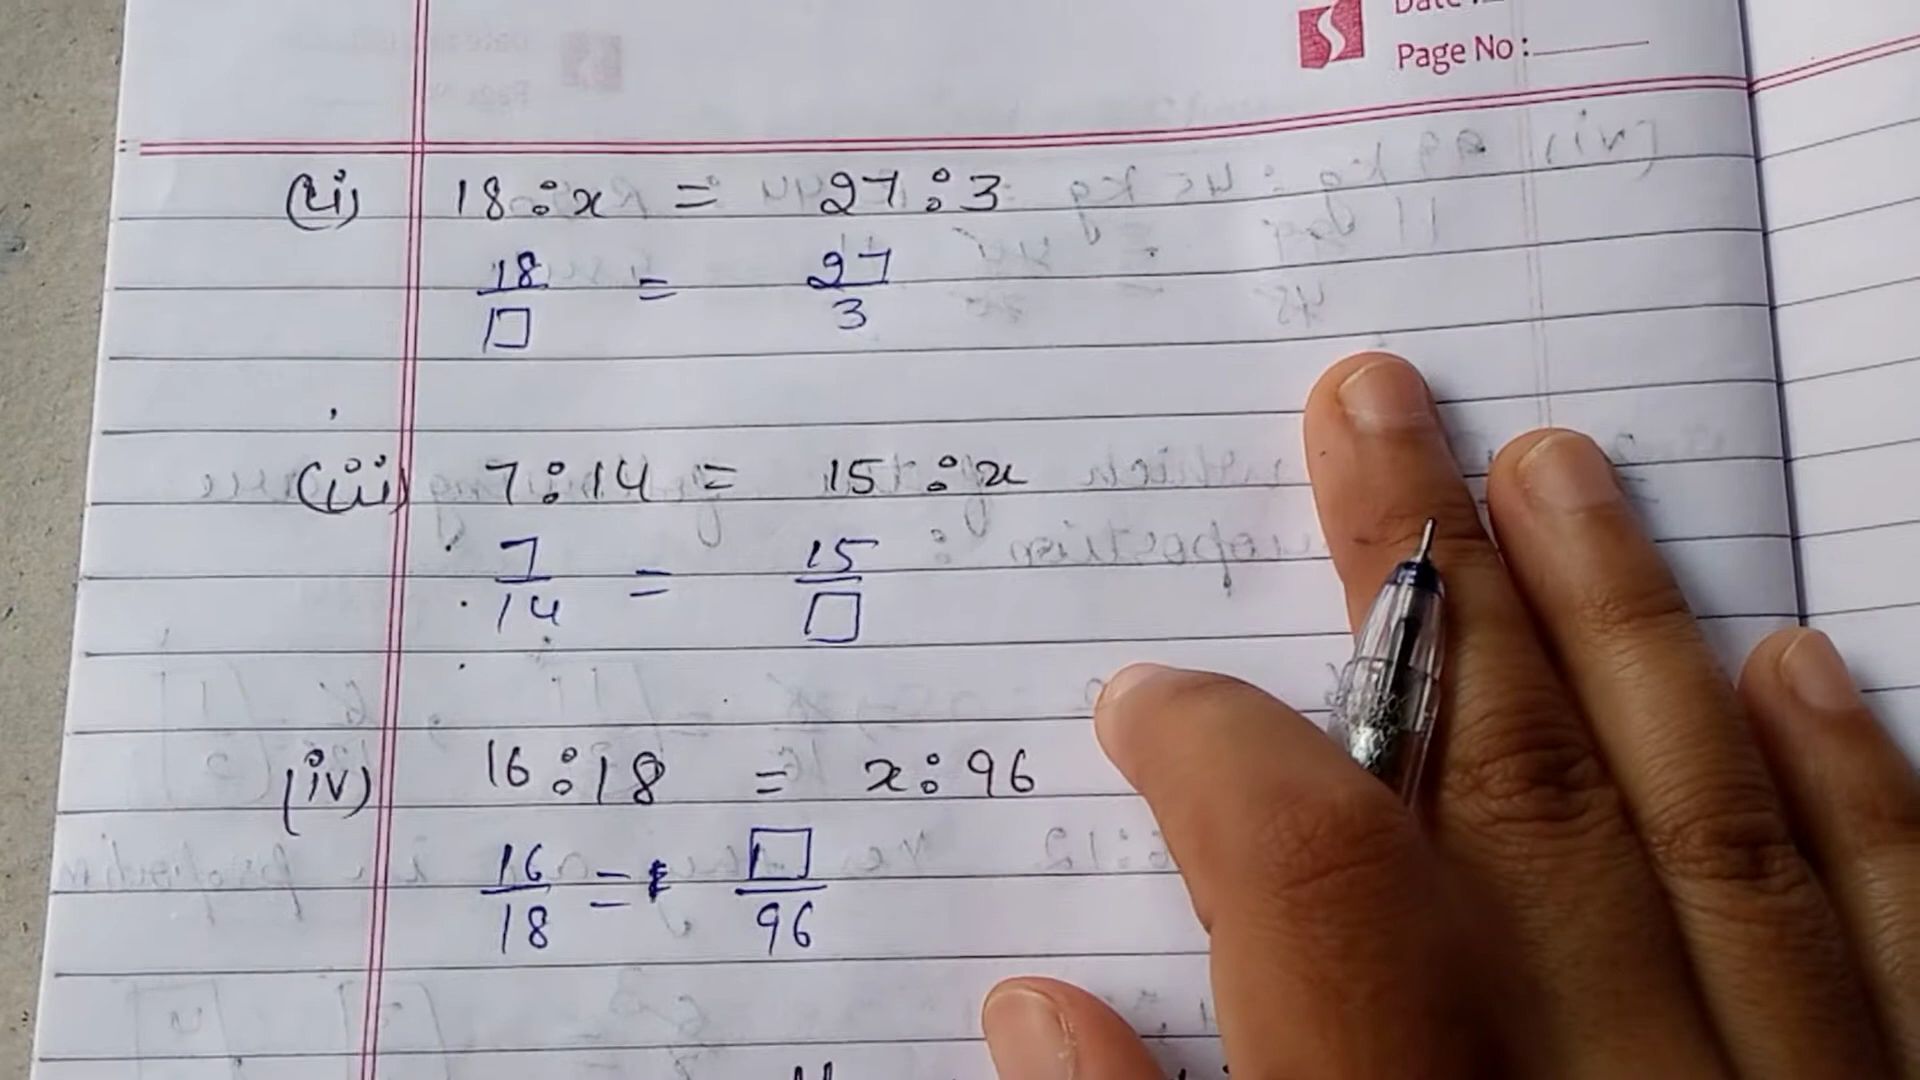 Page No :
(ii) 18 : x = 27 : 3
18/□ = 27/3
(iii) 7 : 14 = 15 : x
7/14 = 15/□
(iv) 16 : 18 = x : 96
16/18 = □/96